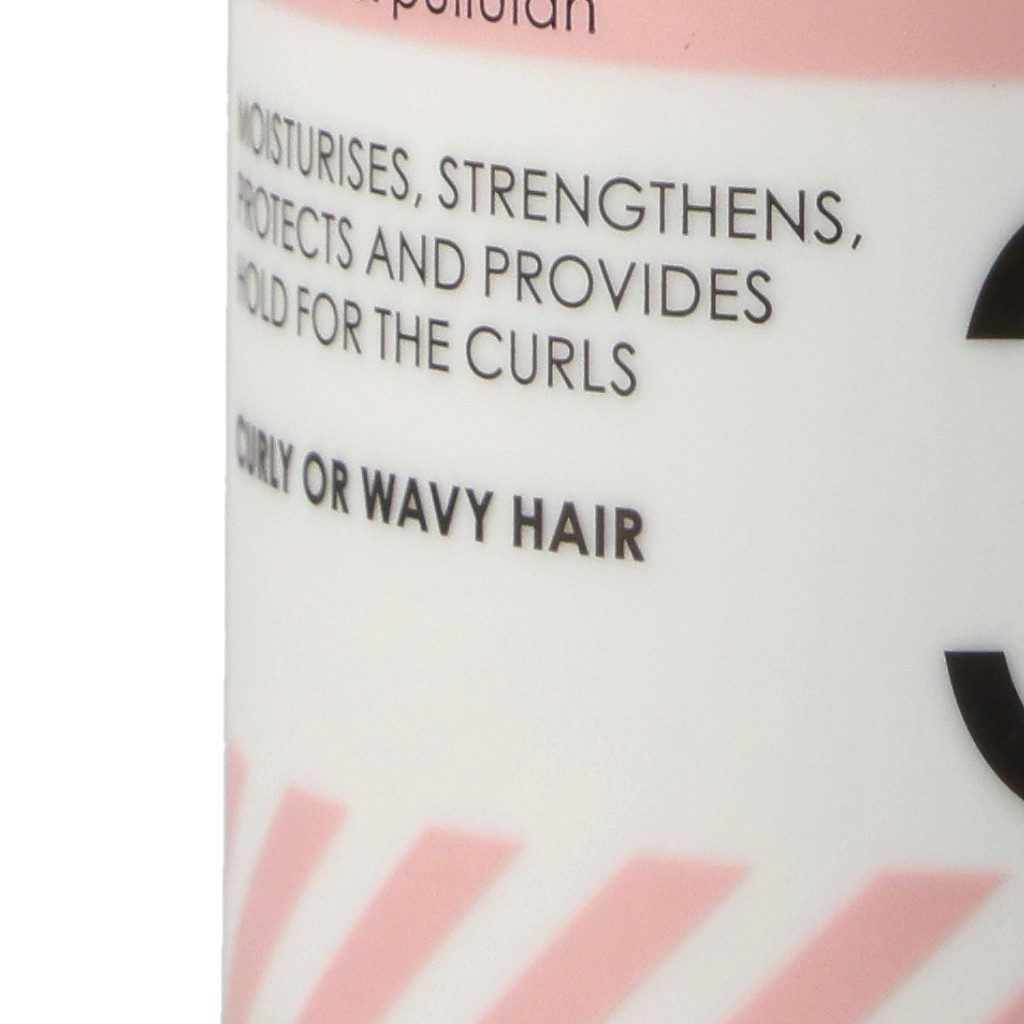 MOISTURISES, STRENGTHENS,
PROTECTS AND PROVIDES
HOLD FOR THE CURLS
CURLY OR WAVY HAIR